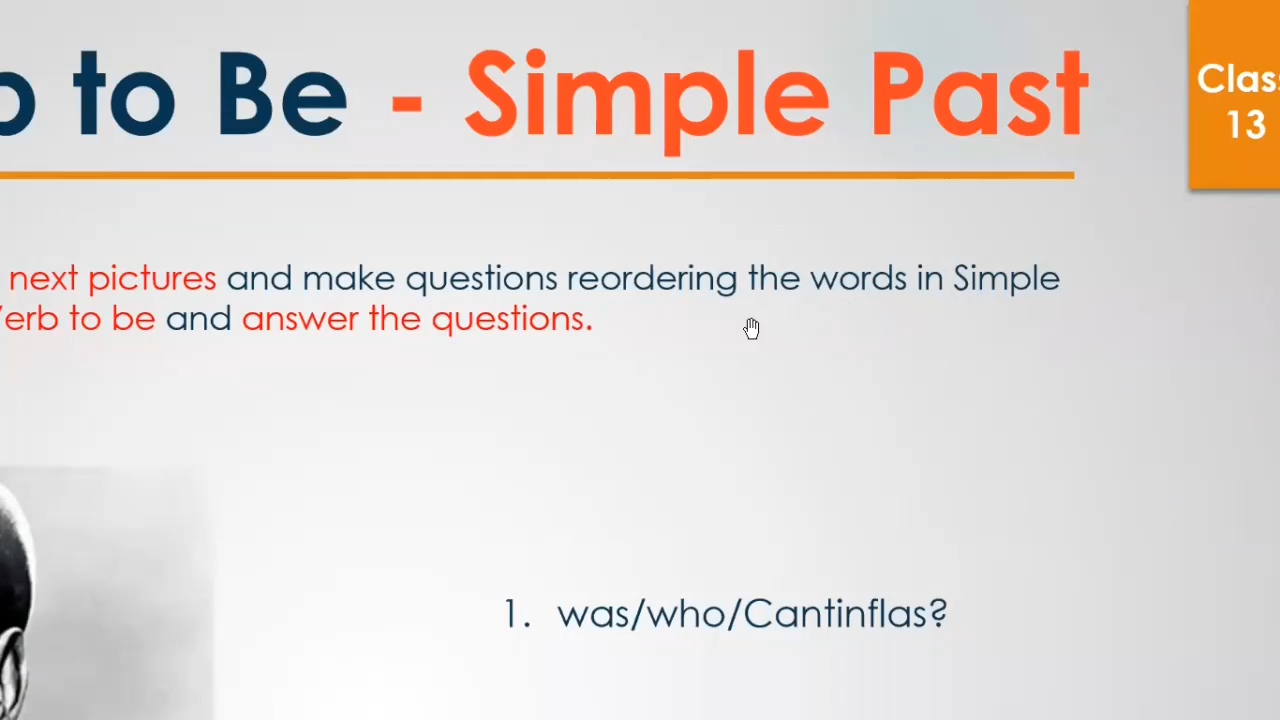 to Be - Simple Past
Class
13
next pictures and make questions reordering the words in Simple
Verb to be and answer the questions.
1. was/who/Cantinflas?